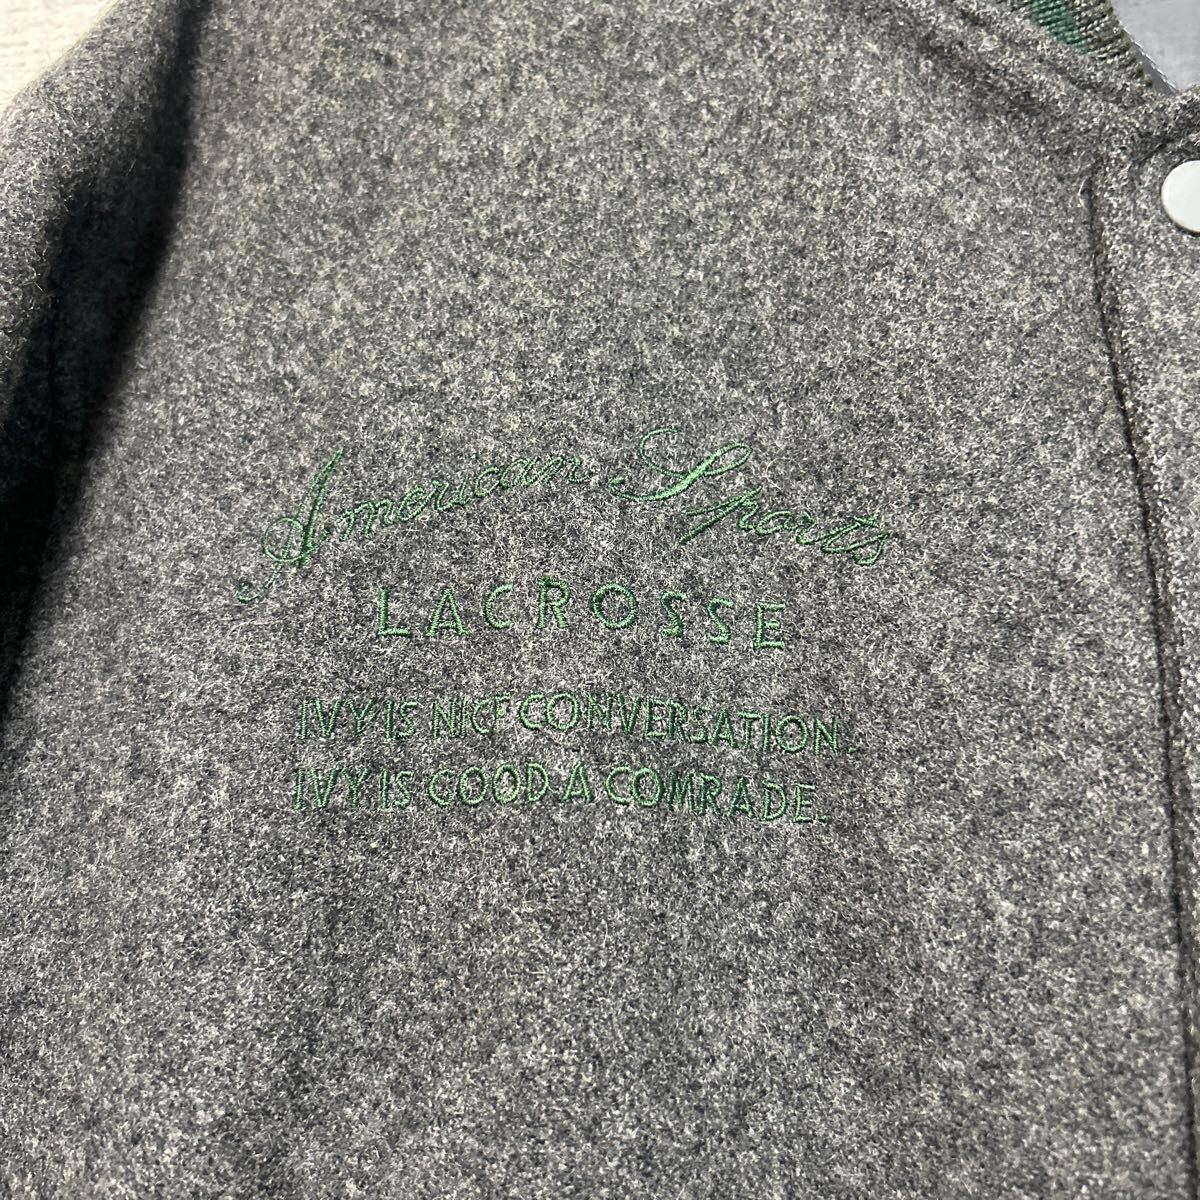 American Sports
LACROSSE
IVY IS NICE CONVERSATION.
IVY IS GOOD A COMRADE.